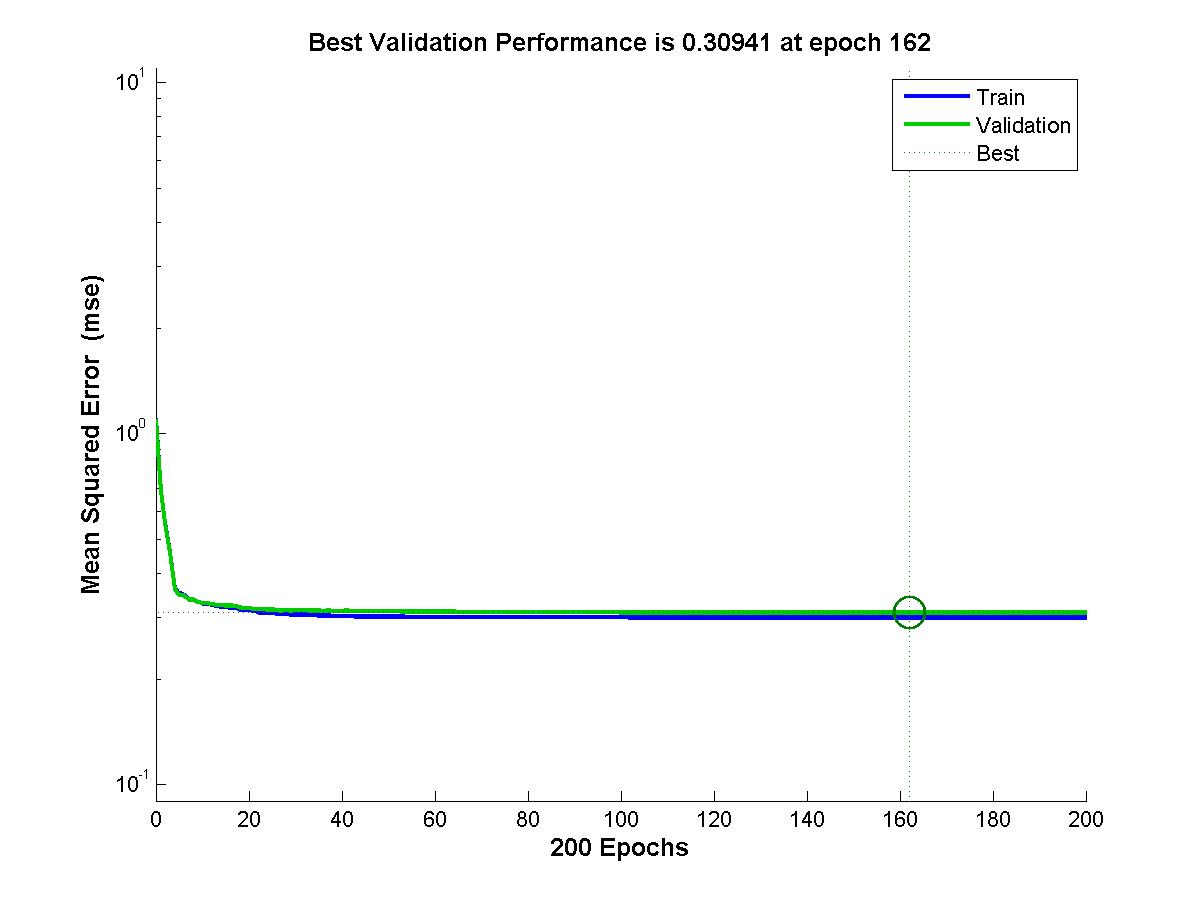 Best Validation Performance is 0.30941 at epoch 162
10^1
Train
Validation
Best
Mean Squared Error (mse)
10^0
10^-1
0 20 40 60 80 100 120 140 160 180 200
200 Epochs